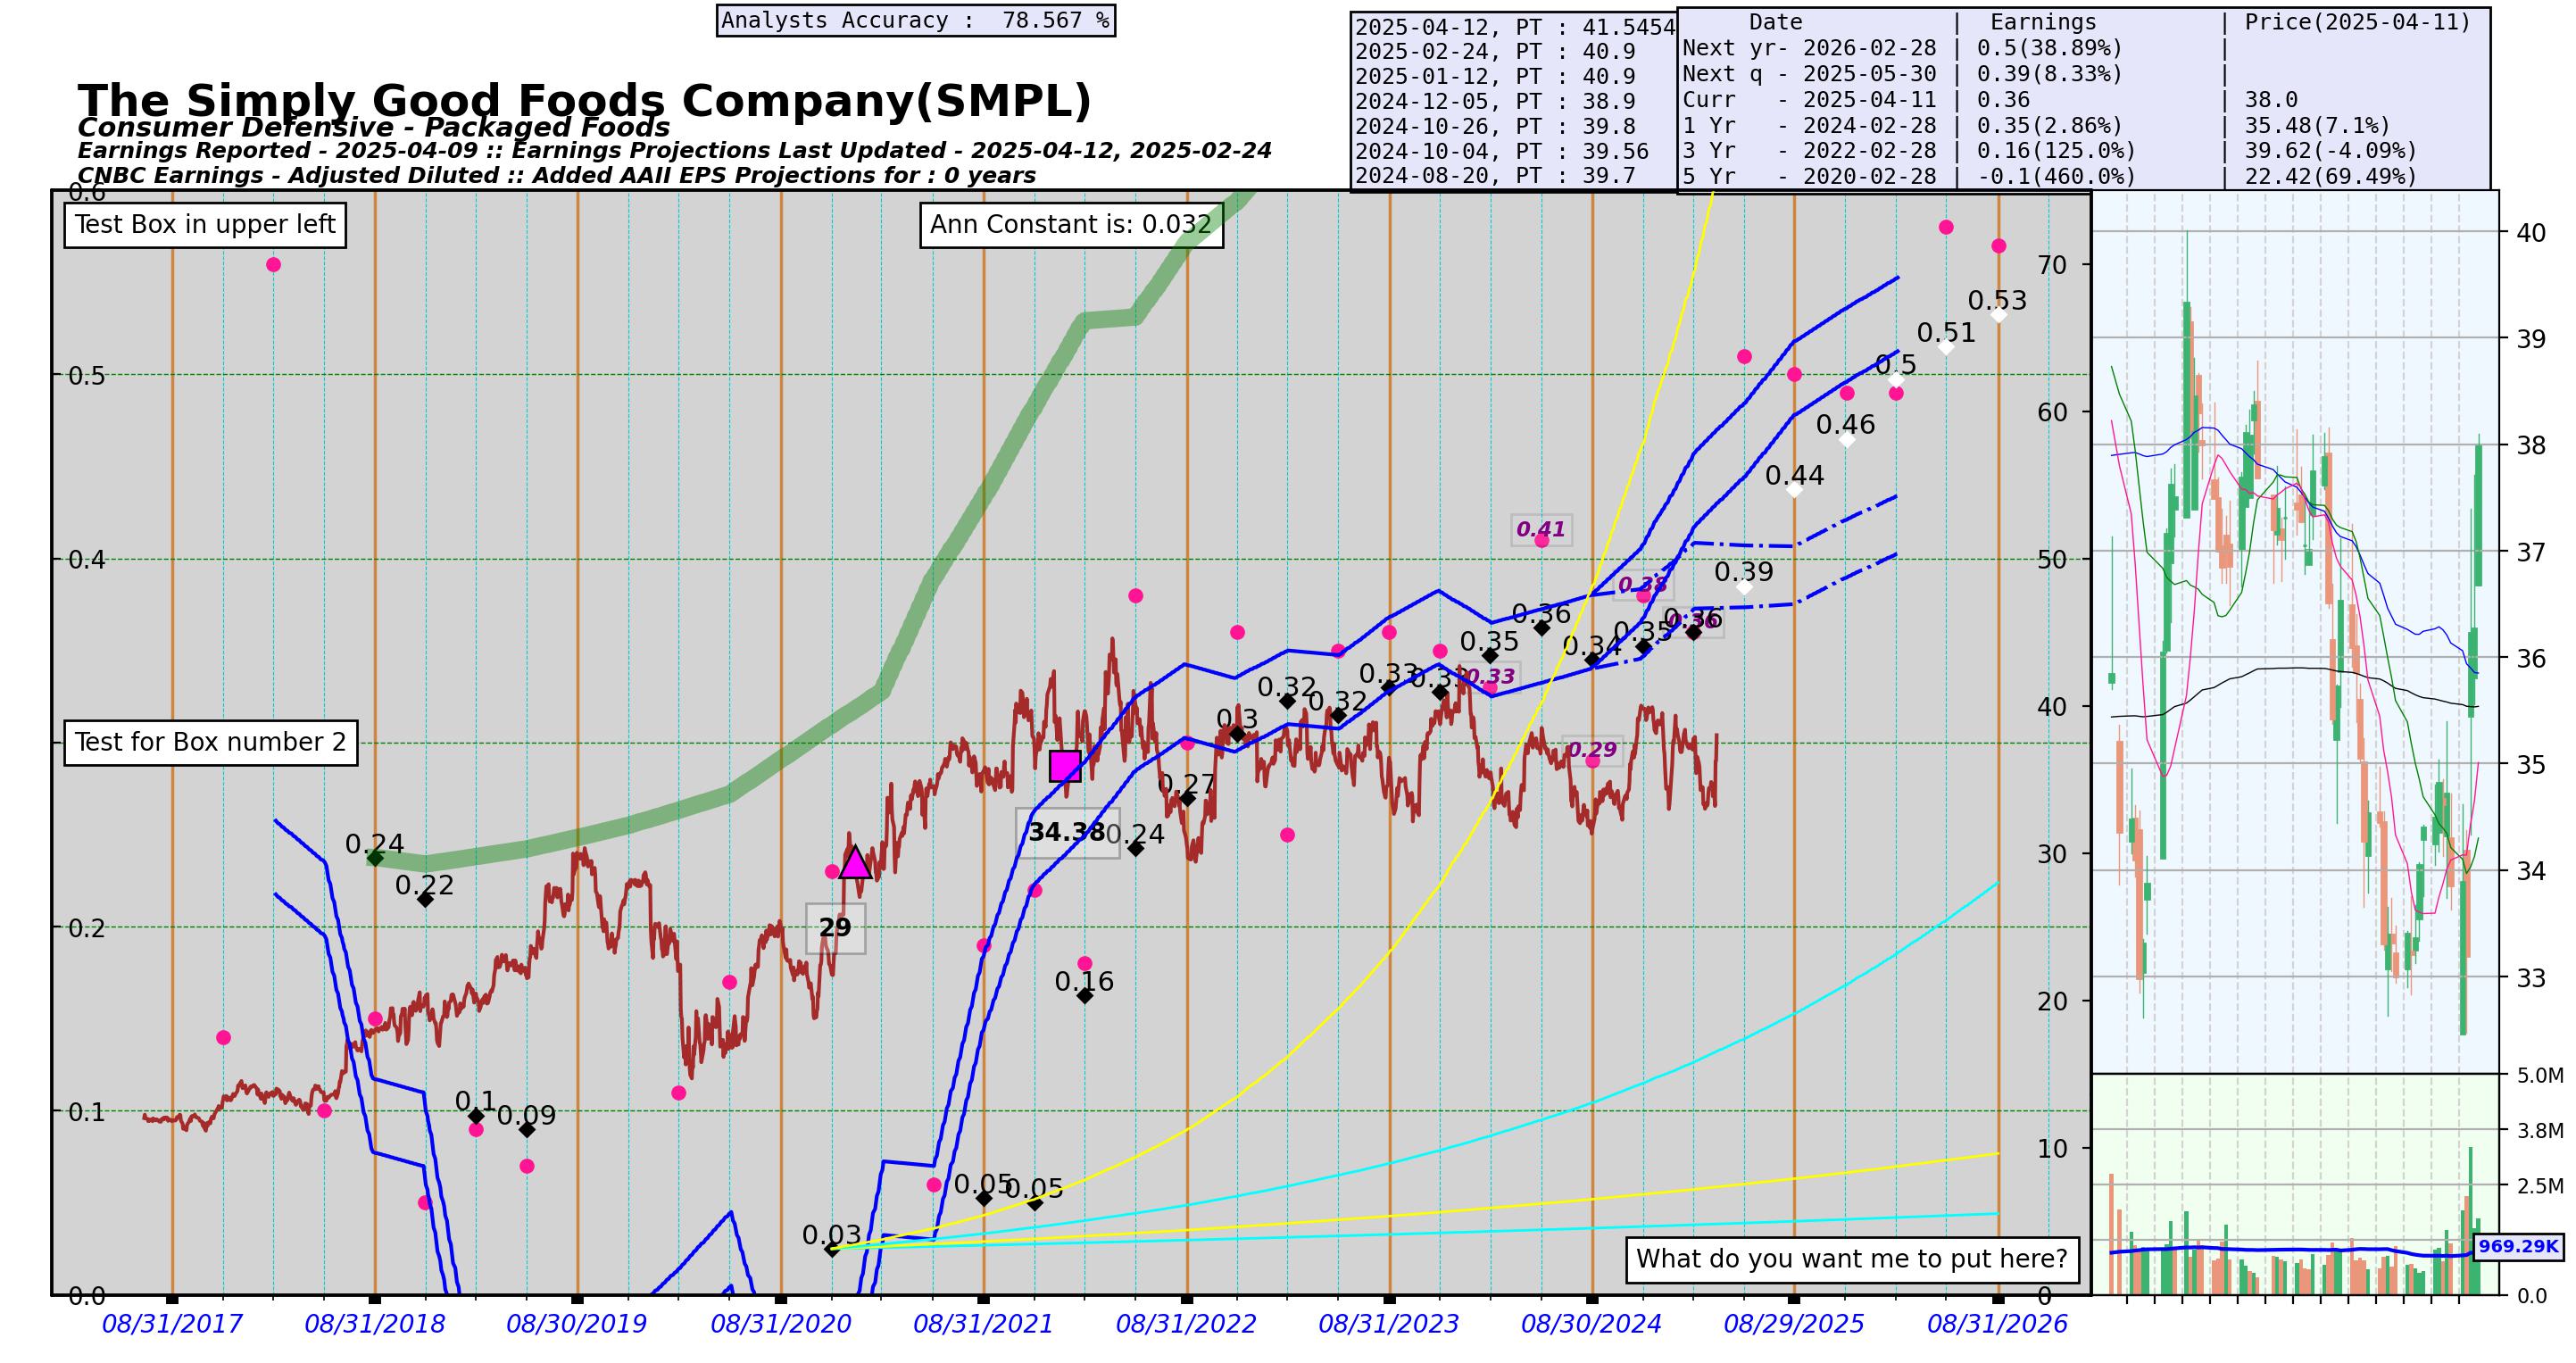 Analysts Accuracy :  78.567 %
The Simply Good Foods Company(SMPL)
Consumer Defensive - Packaged Foods
Earnings Reported - 2025-04-09 :: Earnings Projections Last Updated - 2025-04-12, 2025-02-24
CNBC Earnings - Adjusted Diluted :: Added AAII EPS Projections for : 0 years
2025-04-12, PT : 41.5454
2025-02-24, PT : 40.9
2025-01-12, PT : 40.9
2024-12-05, PT : 38.9
2024-10-26, PT : 39.8
2024-10-04, PT : 39.56
2024-08-20, PT : 39.7
Date | Earnings | Price(2025-04-11)
Next yr- 2026-02-28 | 0.5(38.89%) |
Next q - 2025-05-30 | 0.39(8.33%) |
Curr - 2025-04-11 | 0.36 | 38.0
1 Yr - 2024-02-28 | 0.35(2.86%) | 35.48(7.1%)
3 Yr - 2022-02-28 | 0.16(125.0%) | 39.62(-4.09%)
5 Yr - 2020-02-28 | -0.1(460.0%) | 22.42(69.49%)
Test Box in upper left
Ann Constant is: 0.032
Test for Box number 2
What do you want me to put here?
0.6
0.5
0.4
0.2
0.1
0.0
0.24
0.22
0.1
0.09
0.03
29
0.05
0.05
34.38
0.16
0.24
0.27
0.3
0.32
0.32
0.33
0.33
0.35
0.33
0.36
0.41
0.34
0.29
0.35
0.38
0.36
0.36
0.39
0.44
0.46
0.5
0.51
0.53
70
60
50
40
30
20
10
0
08/31/2017
08/31/2018
08/30/2019
08/31/2020
08/31/2021
08/31/2022
08/31/2023
08/30/2024
08/29/2025
08/31/2026
40
39
38
37
36
35
34
33
5.0M
3.8M
2.5M
969.29K
0.0